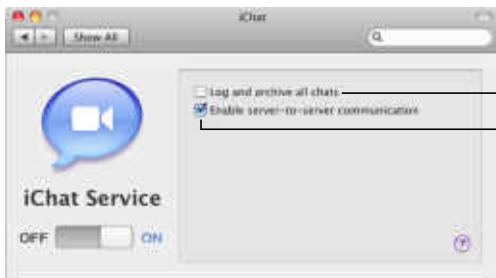 iChat
Show All
Log and archive all chats
Enable server-to-server communication
iChat Service
OFF ON
?